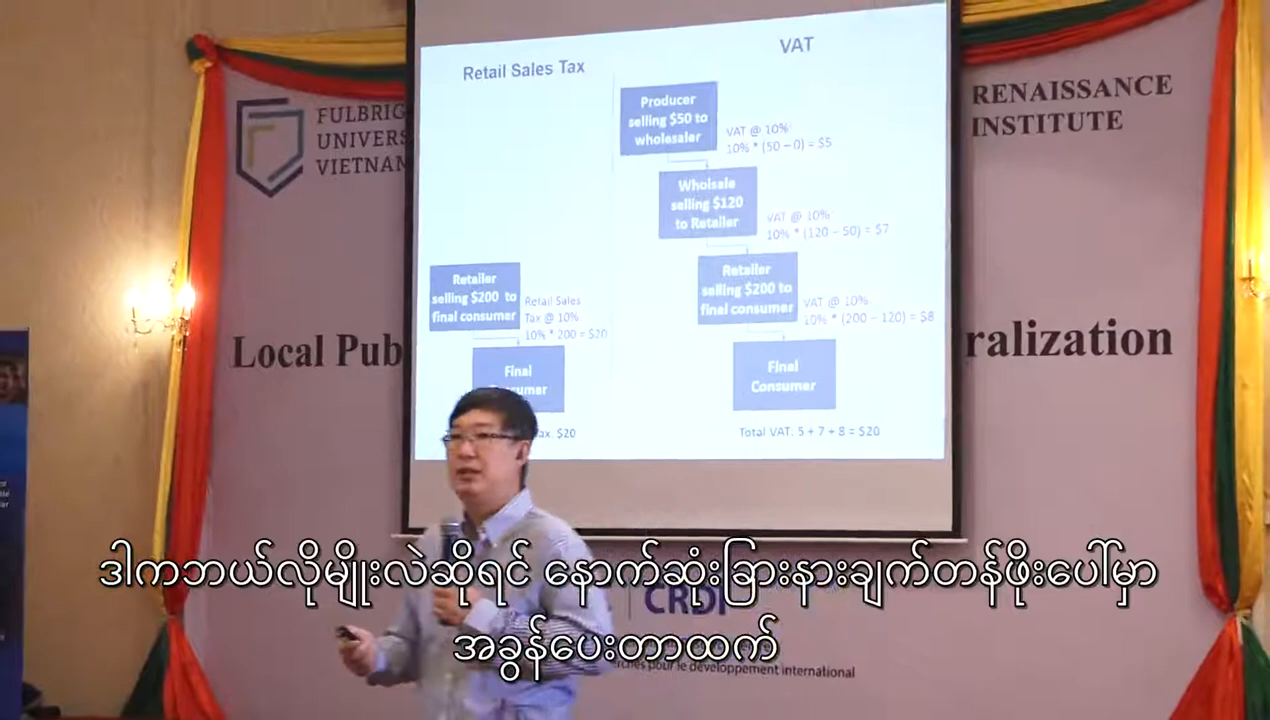 Retail Sales Tax
VAT
Producer
selling $50 to
wholesaler
VAT @ 10%
10% * (50 – 0) = $5
Wholsale
selling $120
to Retailer
VAT @ 10%
10% * (120 – 50) = $7
Retailer
selling $200 to
final consumer
VAT @ 10%
10% * (200 – 120) = $8
Final
Consumer
Total VAT: 5 + 7 + 8 = $20
Retailer
selling $200 to
final consumer
Retail Sales
Tax @ 10%
10% * 200 = $20
Final
$20
FULBRIG
UNIVERS
VIETNAM
RENAISSANCE
INSTITUTE
Local Pub
ralization
CRDI
pour le développement international
ဒါကဘယ်လိုမျိုးလဲဆိုရင် နောက်ဆုံးခြားနားချက်တန်ဖိုးပေါ်မှာ
အခွန်ပေးတာထက်